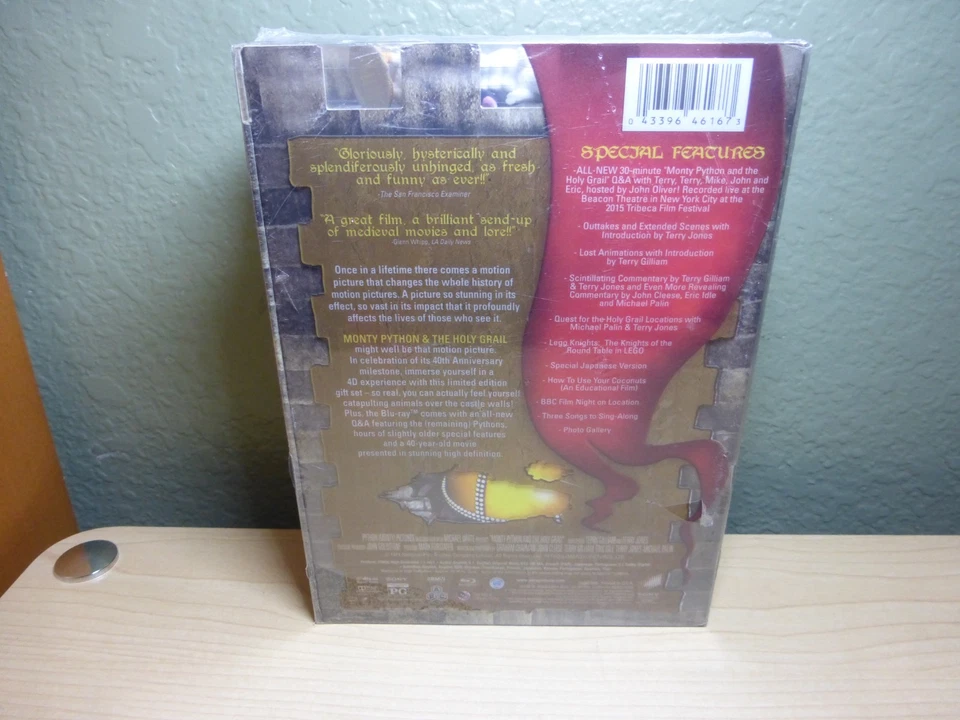 "Gloriously, hysterically and
splendiferously unhinged, as fresh
and funny as ever!!"
-The San Francisco Examiner
"A great film, a brilliant send-up
of medieval movies and lore!!"
-Glenn Whipp, LA Daily News
Once in a lifetime there comes a motion
picture that changes the whole history of
motion pictures. A picture so stunning in its
effect, so vast in its impact that it profoundly
affects the lives of those who see it.
MONTY PYTHON & THE HOLY GRAIL
might well be that motion picture.
In celebration of its 40th Anniversary
milestone, immerse yourself in a
4D experience with this limited edition
gift set – so real, you can actually feel yourself
catapulting animals over the castle walls!
Plus, the Blu-ray™ comes with an all-new
Q&A featuring the (remaining) Pythons,
hours of slightly older special features
and a 40-year-old movie
presented in stunning high definition.
0 43396 46167 3
SPECIAL FEATURES
-ALL-NEW 30-minute "Monty Python and the
Holy Grail" Q&A with Terry, Terry, Mike, John and
Eric, hosted by John Oliver! Recorded live at the
Beacon Theatre in New York City at the
2015 Tribeca Film Festival
- Outtakes and Extended Scenes with
Introduction by Terry Jones
- Lost Animations with Introduction
by Terry Gilliam
- Scintillating Commentary by Terry Gilliam
& Terry Jones and Even More Revealing
Commentary by John Cleese, Eric Idle
and Michael Palin
- Quest for the Holy Grail Locations with
Michael Palin & Terry Jones
- Legg Knights: The Knights of the
Round Table in LEGO
- Special Japanese Version
- How To Use Your Coconuts
(An Educational Film)
- BBC Film Night on Location
- Three Songs to Sing-Along
- Photo Gallery
PG